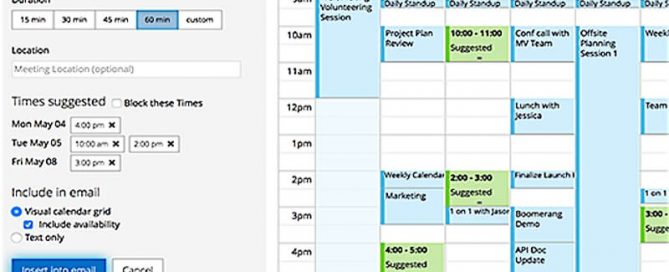 Duration
15 min
30 min
45 min
60 min
custom
Location
Meeting Location (optional)
Times suggested
Block these Times
Mon May 04
4:00 pm ✖
Tue May 05
10:00 am ✖
2:00 pm ✖
Fri May 08
3:00 pm ✖
Include in email
Visual calendar grid
Include availability
Text only
Insert into email
Cancel
9am
10am
11am
12pm
1pm
2pm
3pm
4pm
Volunteering
Session
Daily Standup
Project Plan
Review
Weekly Calendar
Marketing
4:00 - 5:00
Suggested
Daily Standup
10:00 - 11:00
Suggested
2:00 - 3:00
Suggested
1 on 1 with Jason
Daily Standup
Conf call with
MV Team
Lunch with
Jessica
Finalize Launch
Boomerang
Demo
API Doc
Update
Daily Standup
Offsite
Planning
Session 1
Daily
Team
3:00 -